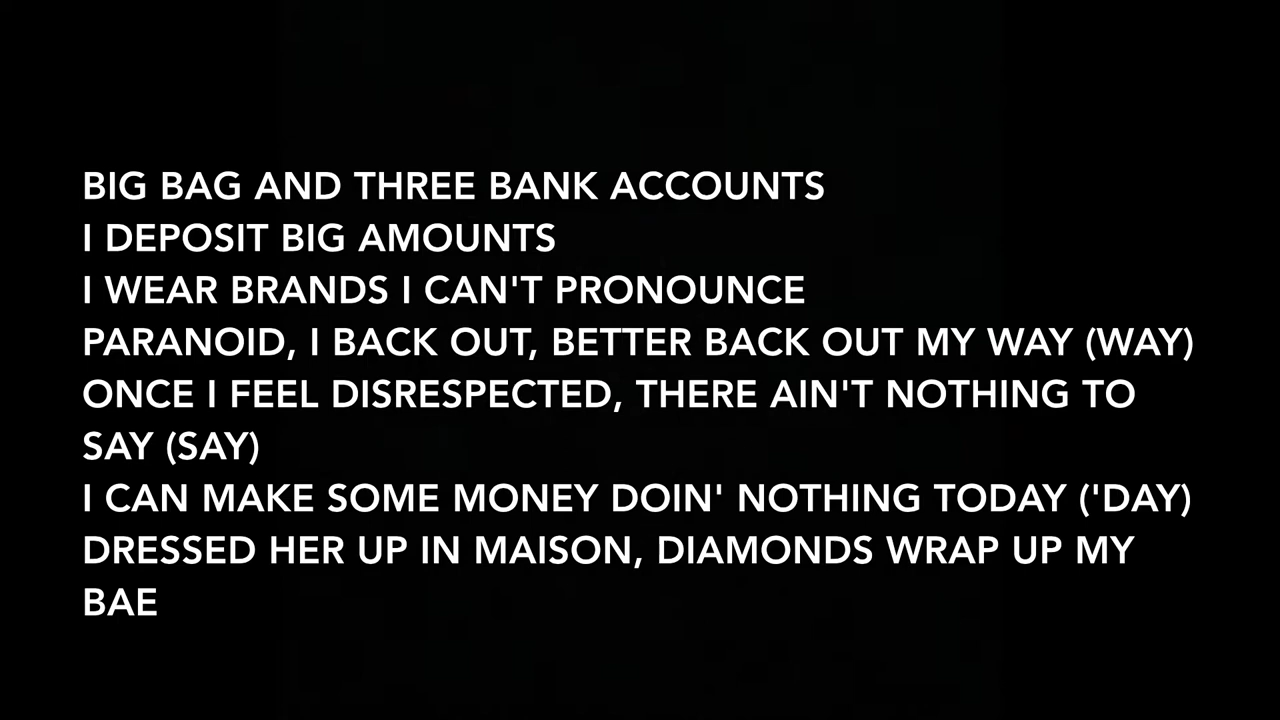 BIG BAG AND THREE BANK ACCOUNTS
I DEPOSIT BIG AMOUNTS
I WEAR BRANDS I CAN'T PRONOUNCE
PARANOID, I BACK OUT, BETTER BACK OUT MY WAY (WAY)
ONCE I FEEL DISRESPECTED, THERE AIN'T NOTHING TO
SAY (SAY)
I CAN MAKE SOME MONEY DOIN' NOTHING TODAY ('DAY)
DRESSED HER UP IN MAISON, DIAMONDS WRAP UP MY
BAE